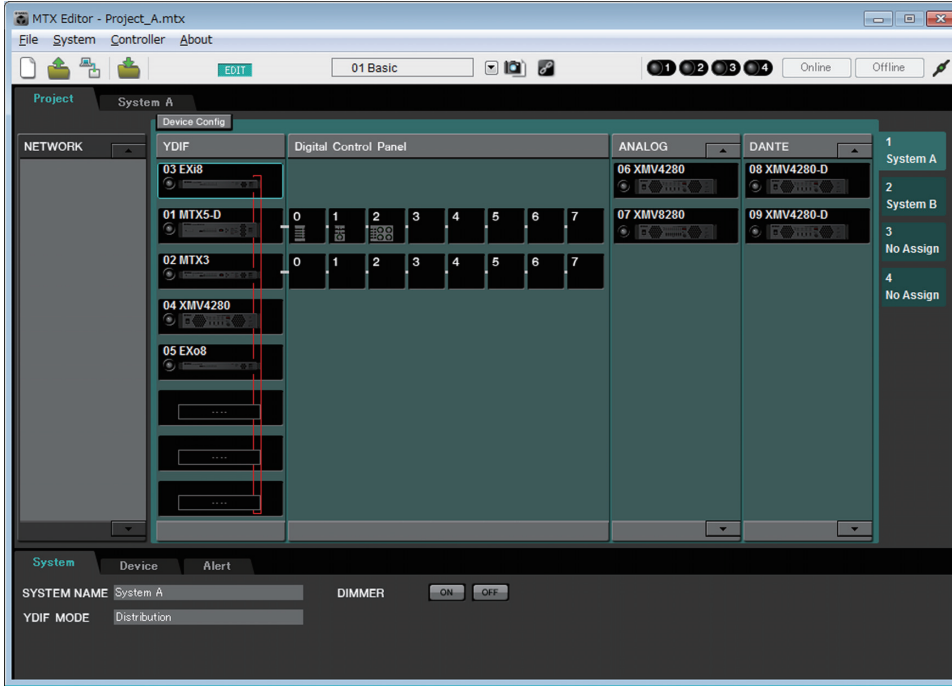 MTX Editor - Project_A.mtx
File System Controller About
EDIT 01 Basic 1 2 3 4 Online Offline
Project System A
Device Config
NETWORK YDIF Digital Control Panel ANALOG DANTE 1
System A
03 EXi8 06 XMV4280 08 XMV4280-D
2
System B
01 MTX5-D 0 1 2 3 4 5 6 7 07 XMV8280 09 XMV4280-D
3
No Assign
02 MTX3 0 1 2 3 4 5 6 7
4
No Assign
04 XMV4280
05 EXo8
----
----
----
System Device Alert
SYSTEM NAME System A DIMMER ON OFF
YDIF MODE Distribution